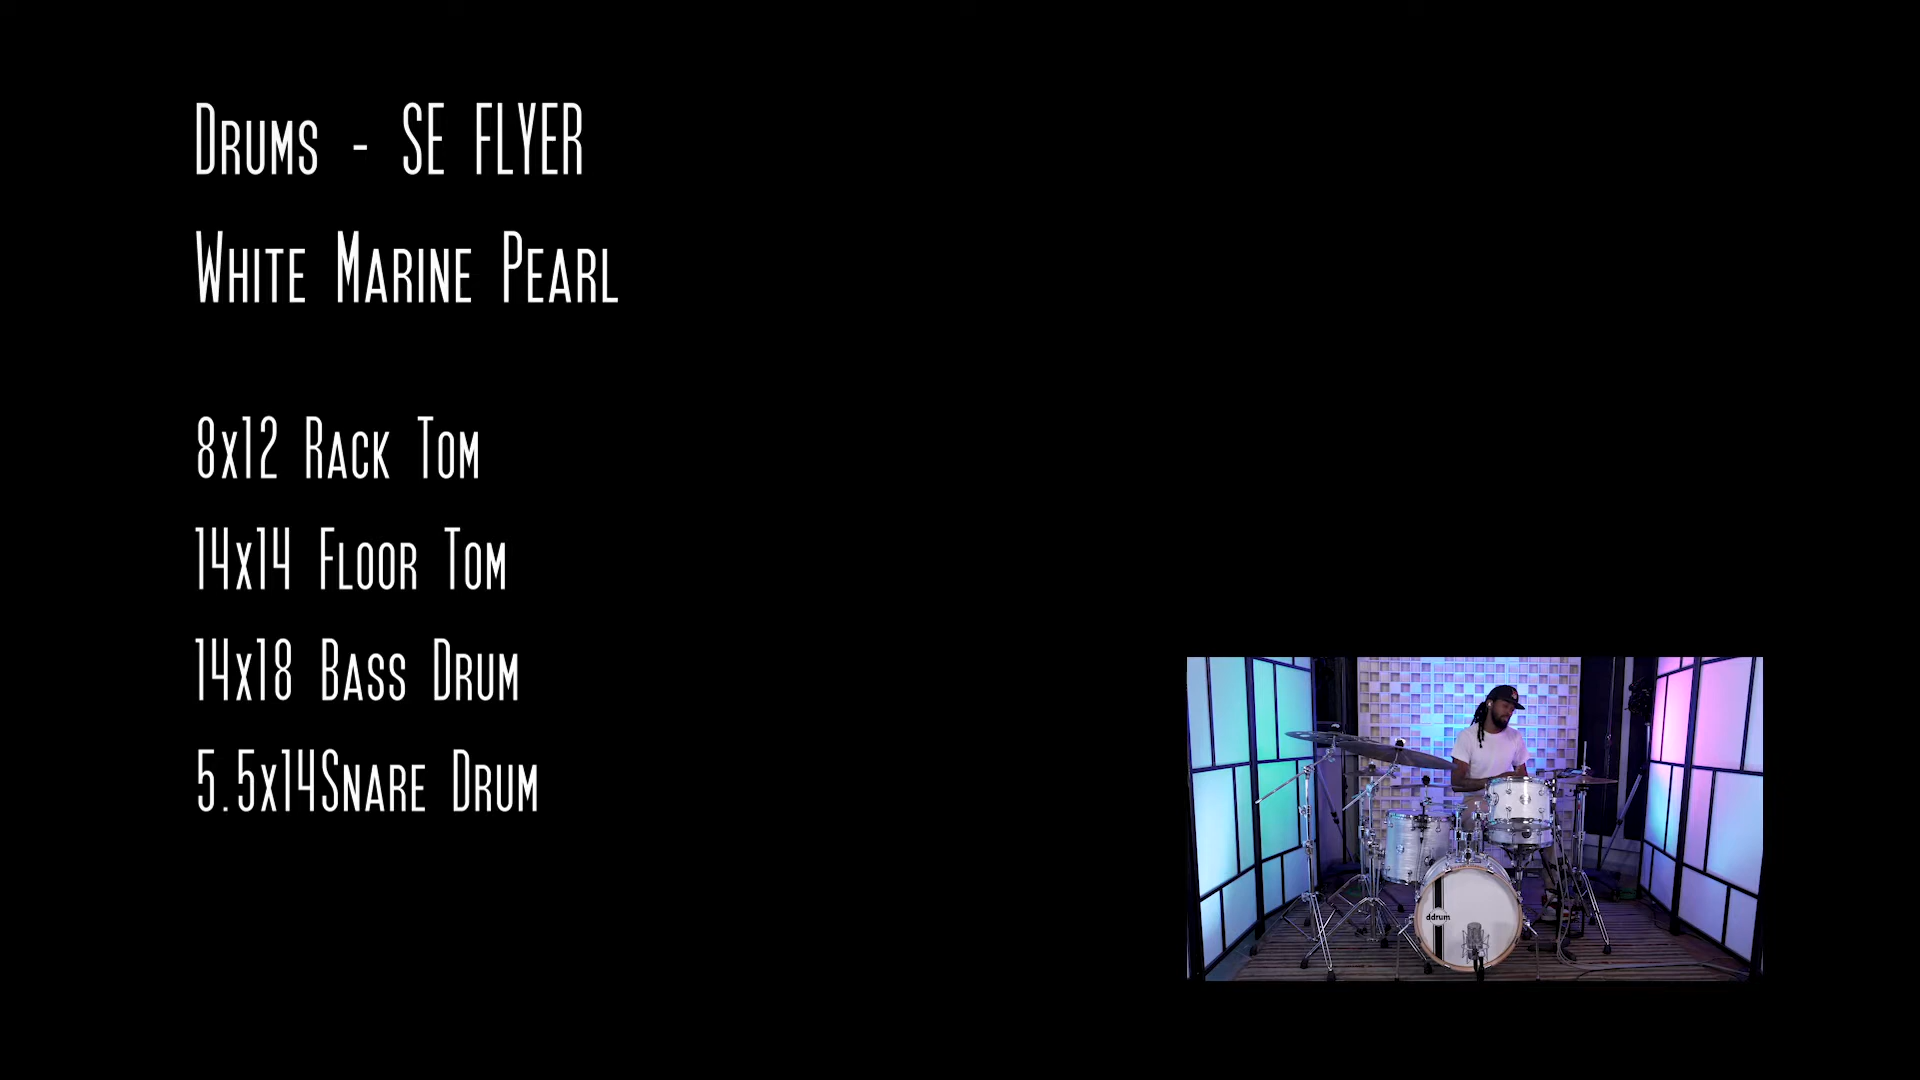 Drums - SE FLYER
White Marine Pearl
8x12 Rack Tom
14x14 Floor Tom
14x18 Bass Drum
5.5x14Snare Drum
ddrum